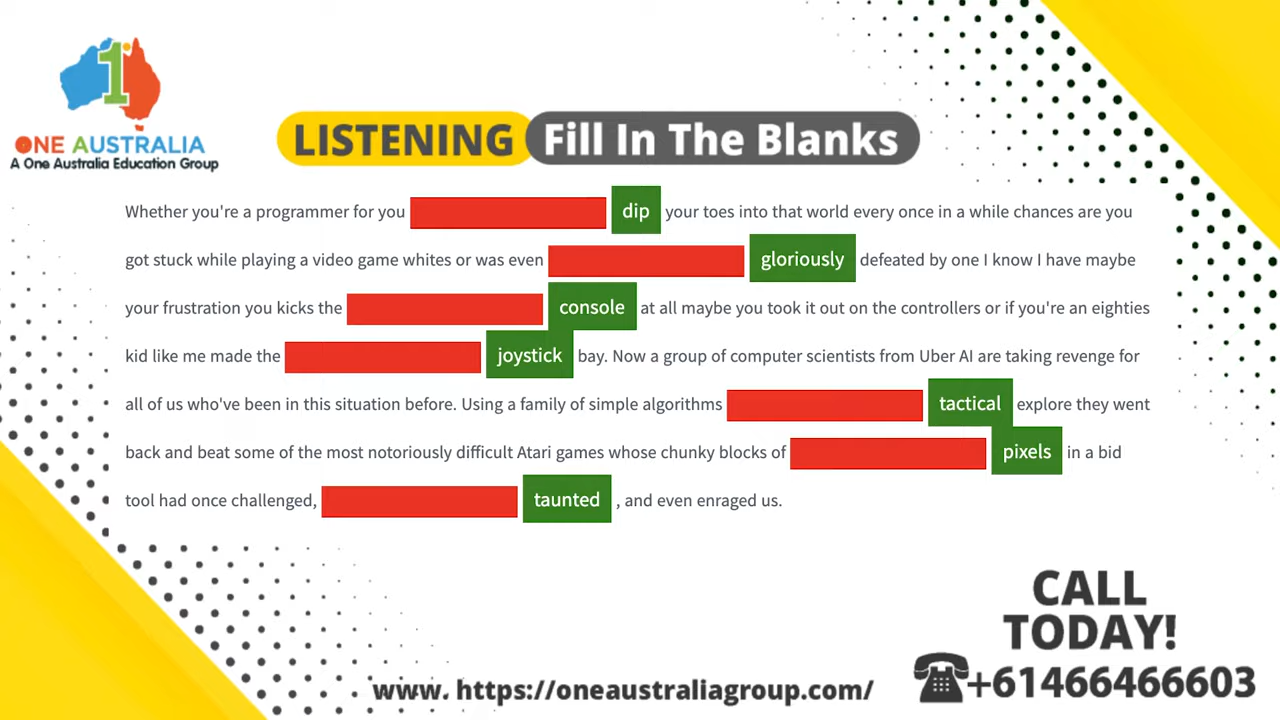 1
ONE AUSTRALIA
A One Australia Education Group
LISTENING Fill In The Blanks
Whether you're a programmer for you dip your toes into that world every once in a while chances are you
got stuck while playing a video game whites or was even gloriously defeated by one I know I have maybe
your frustration you kicks the console at all maybe you took it out on the controllers or if you're an eighties
kid like me made the joystick bay. Now a group of computer scientists from Uber AI are taking revenge for
all of us who've been in this situation before. Using a family of simple algorithms tactical explore they went
back and beat some of the most notoriously difficult Atari games whose chunky blocks of pixels in a bid
tool had once challenged, taunted , and even enraged us.
CALL
TODAY!
+61466466603
www. https://oneaustraliagroup.com/